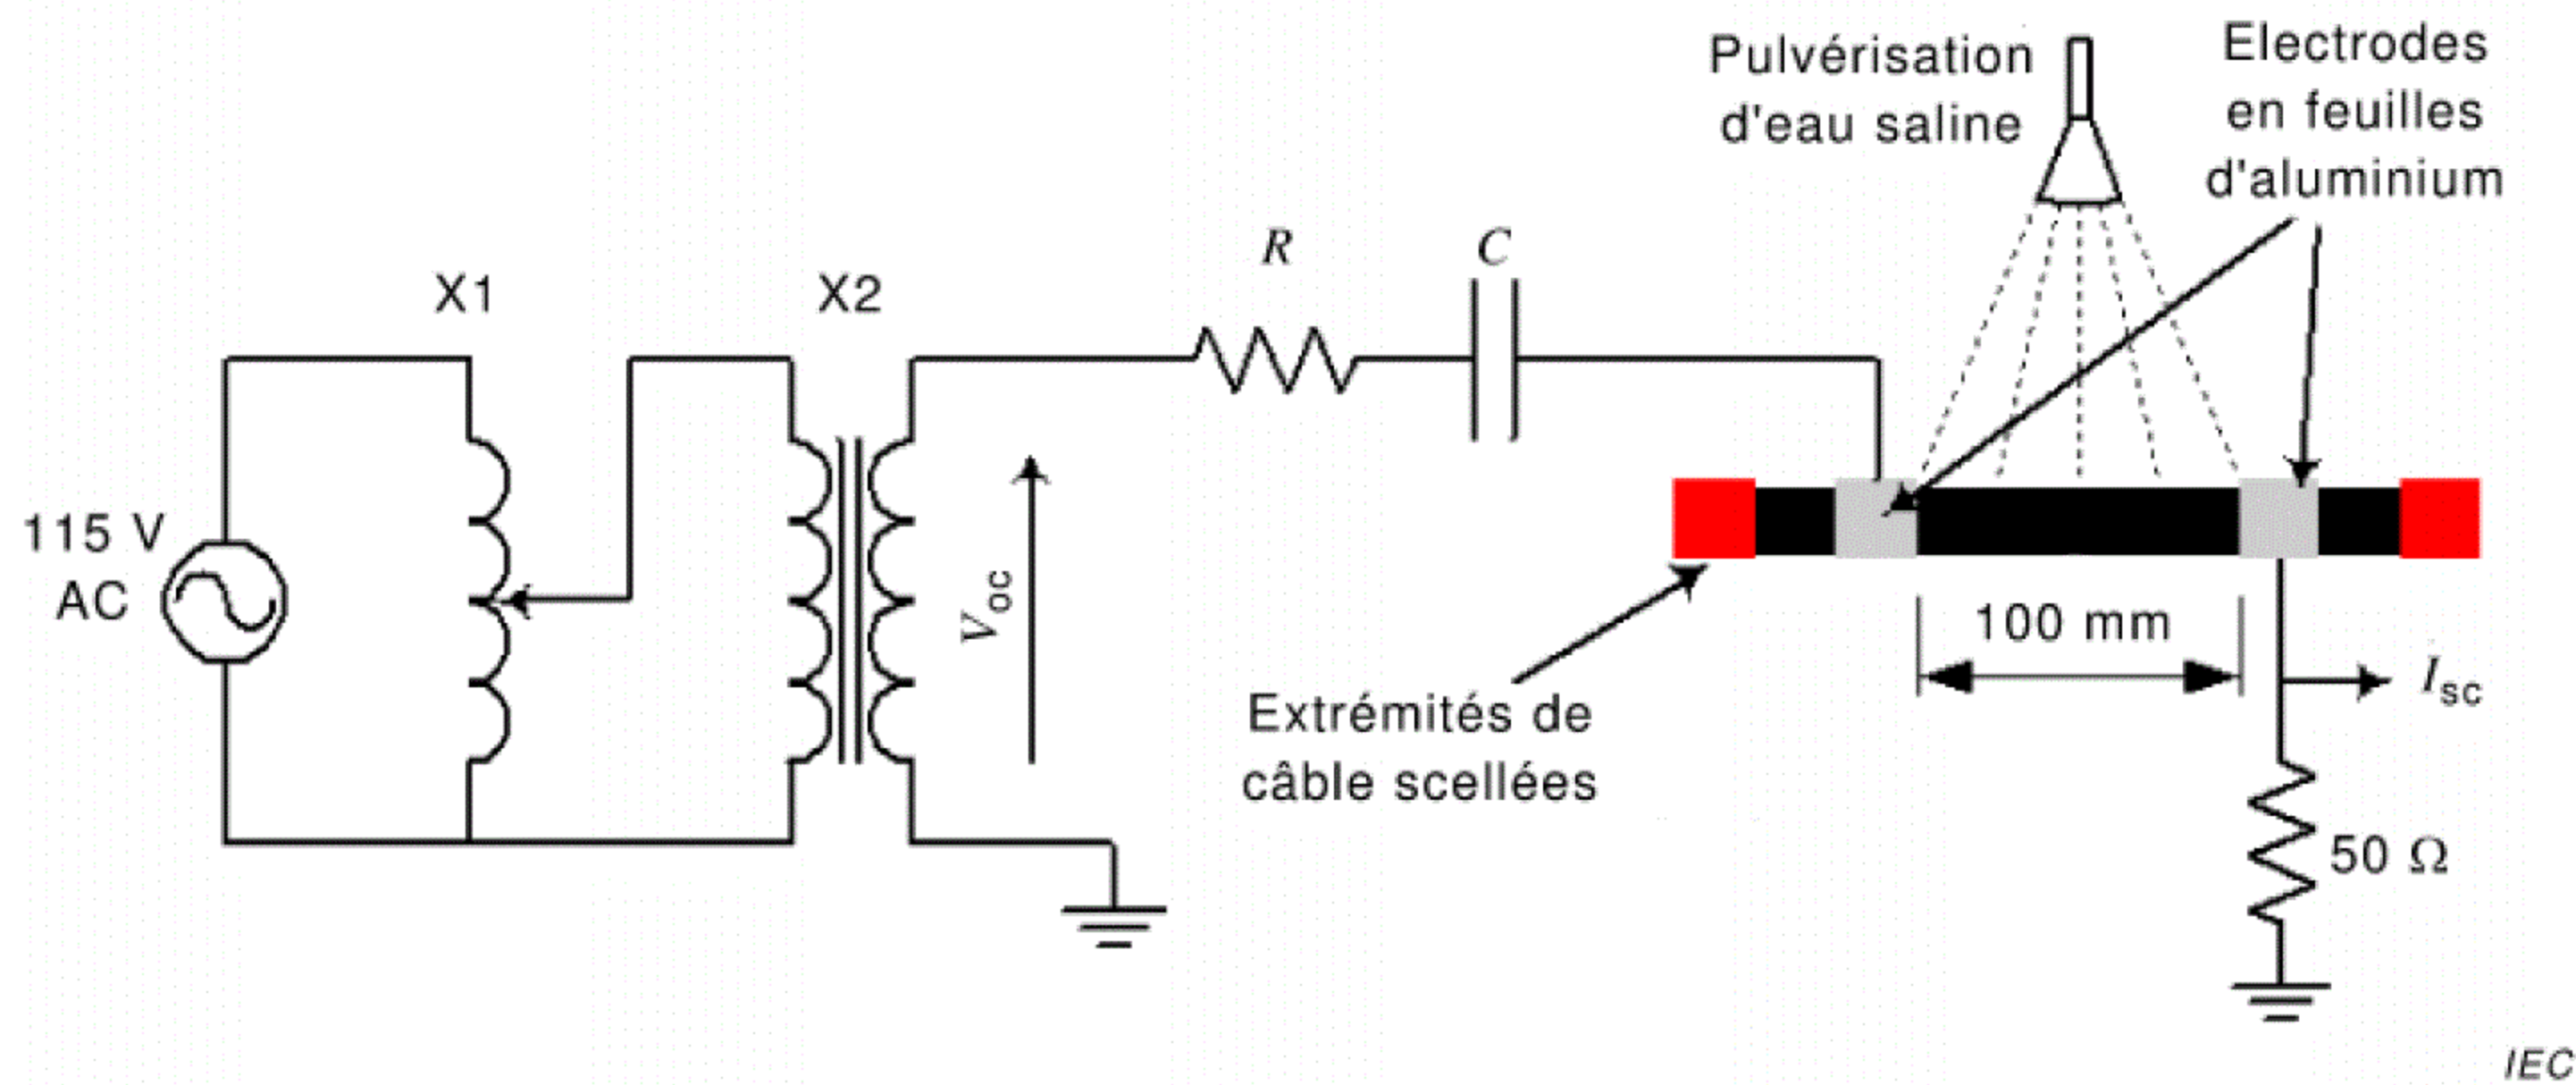 Pulvérisation
d'eau saline
Electrodes
en feuilles
d'aluminium
R
C
X1
X2
115 V
AC
Voc
100 mm
Isc
Extrémités de
câble scellées
50 Ω
IEC